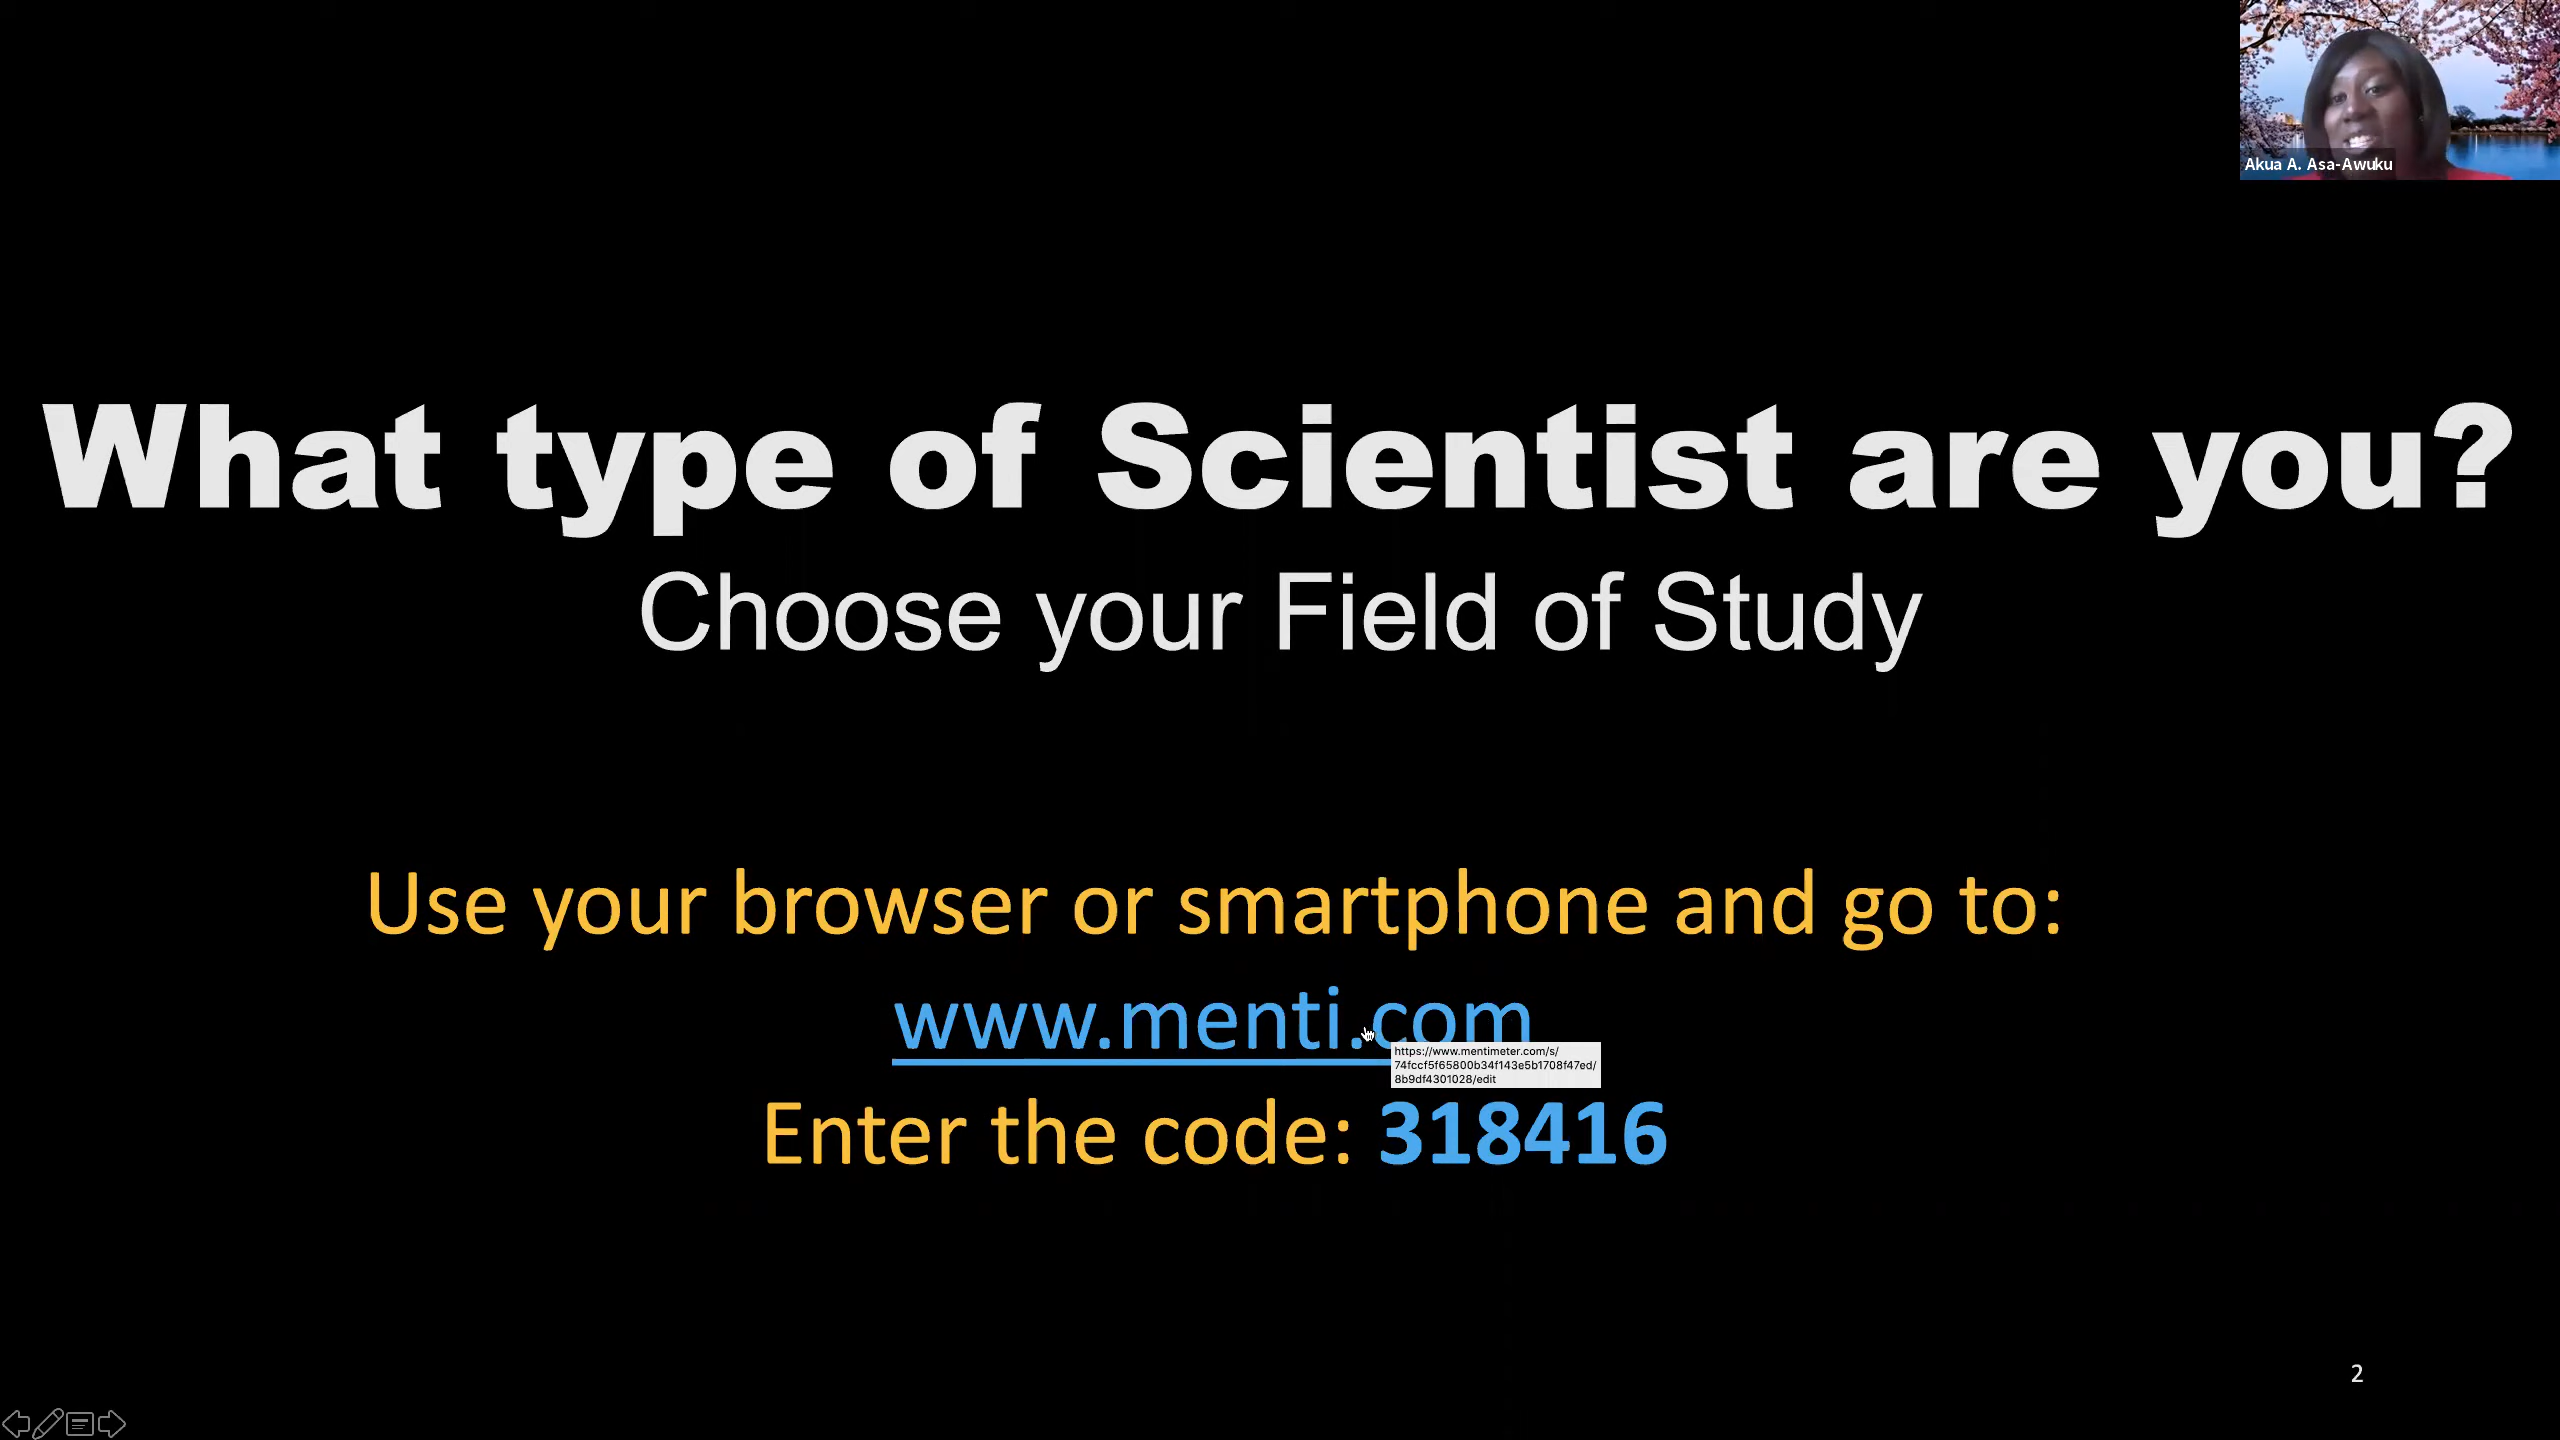 Akua A. Asa-Awuku
What type of Scientist are you?
Choose your Field of Study
Use your browser or smartphone and go to:
www.menti.com
https://www.mentimeter.com/s/
74fccf5f65800b34f143e5b1708f47ed/
8b9df4301028/edit
Enter the code: 318416
2